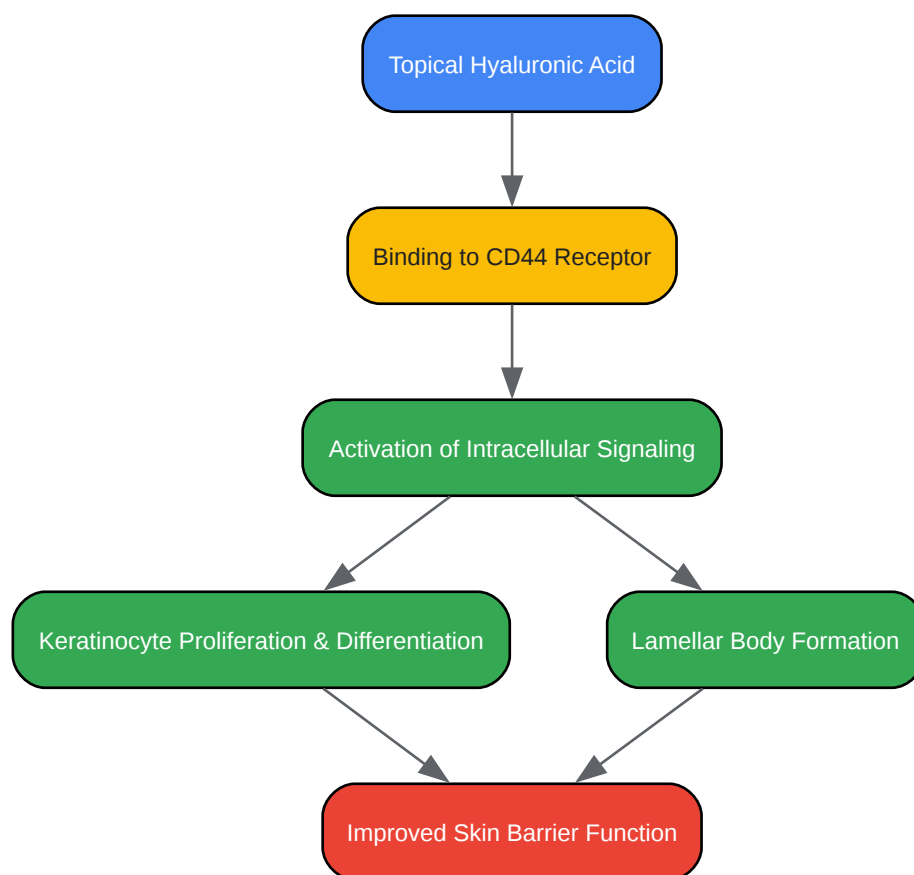 Topical Hyaluronic Acid
Binding to CD44 Receptor
Activation of Intracellular Signaling
Keratinocyte Proliferation & Differentiation
Lamellar Body Formation
Improved Skin Barrier Function